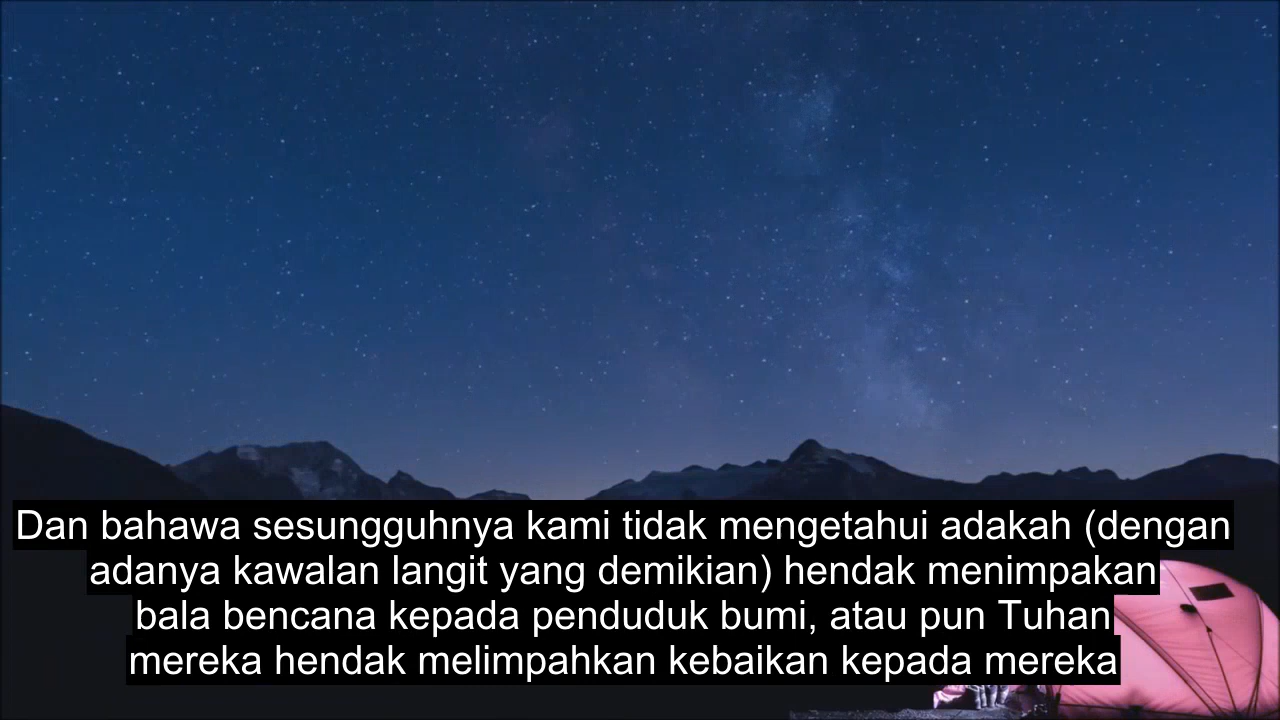 Dan bahawa sesungguhnya kami tidak mengetahui adakah (dengan
adanya kawalan langit yang demikian) hendak menimpakan
bala bencana kepada penduduk bumi, atau pun Tuhan
mereka hendak melimpahkan kebaikan kepada mereka